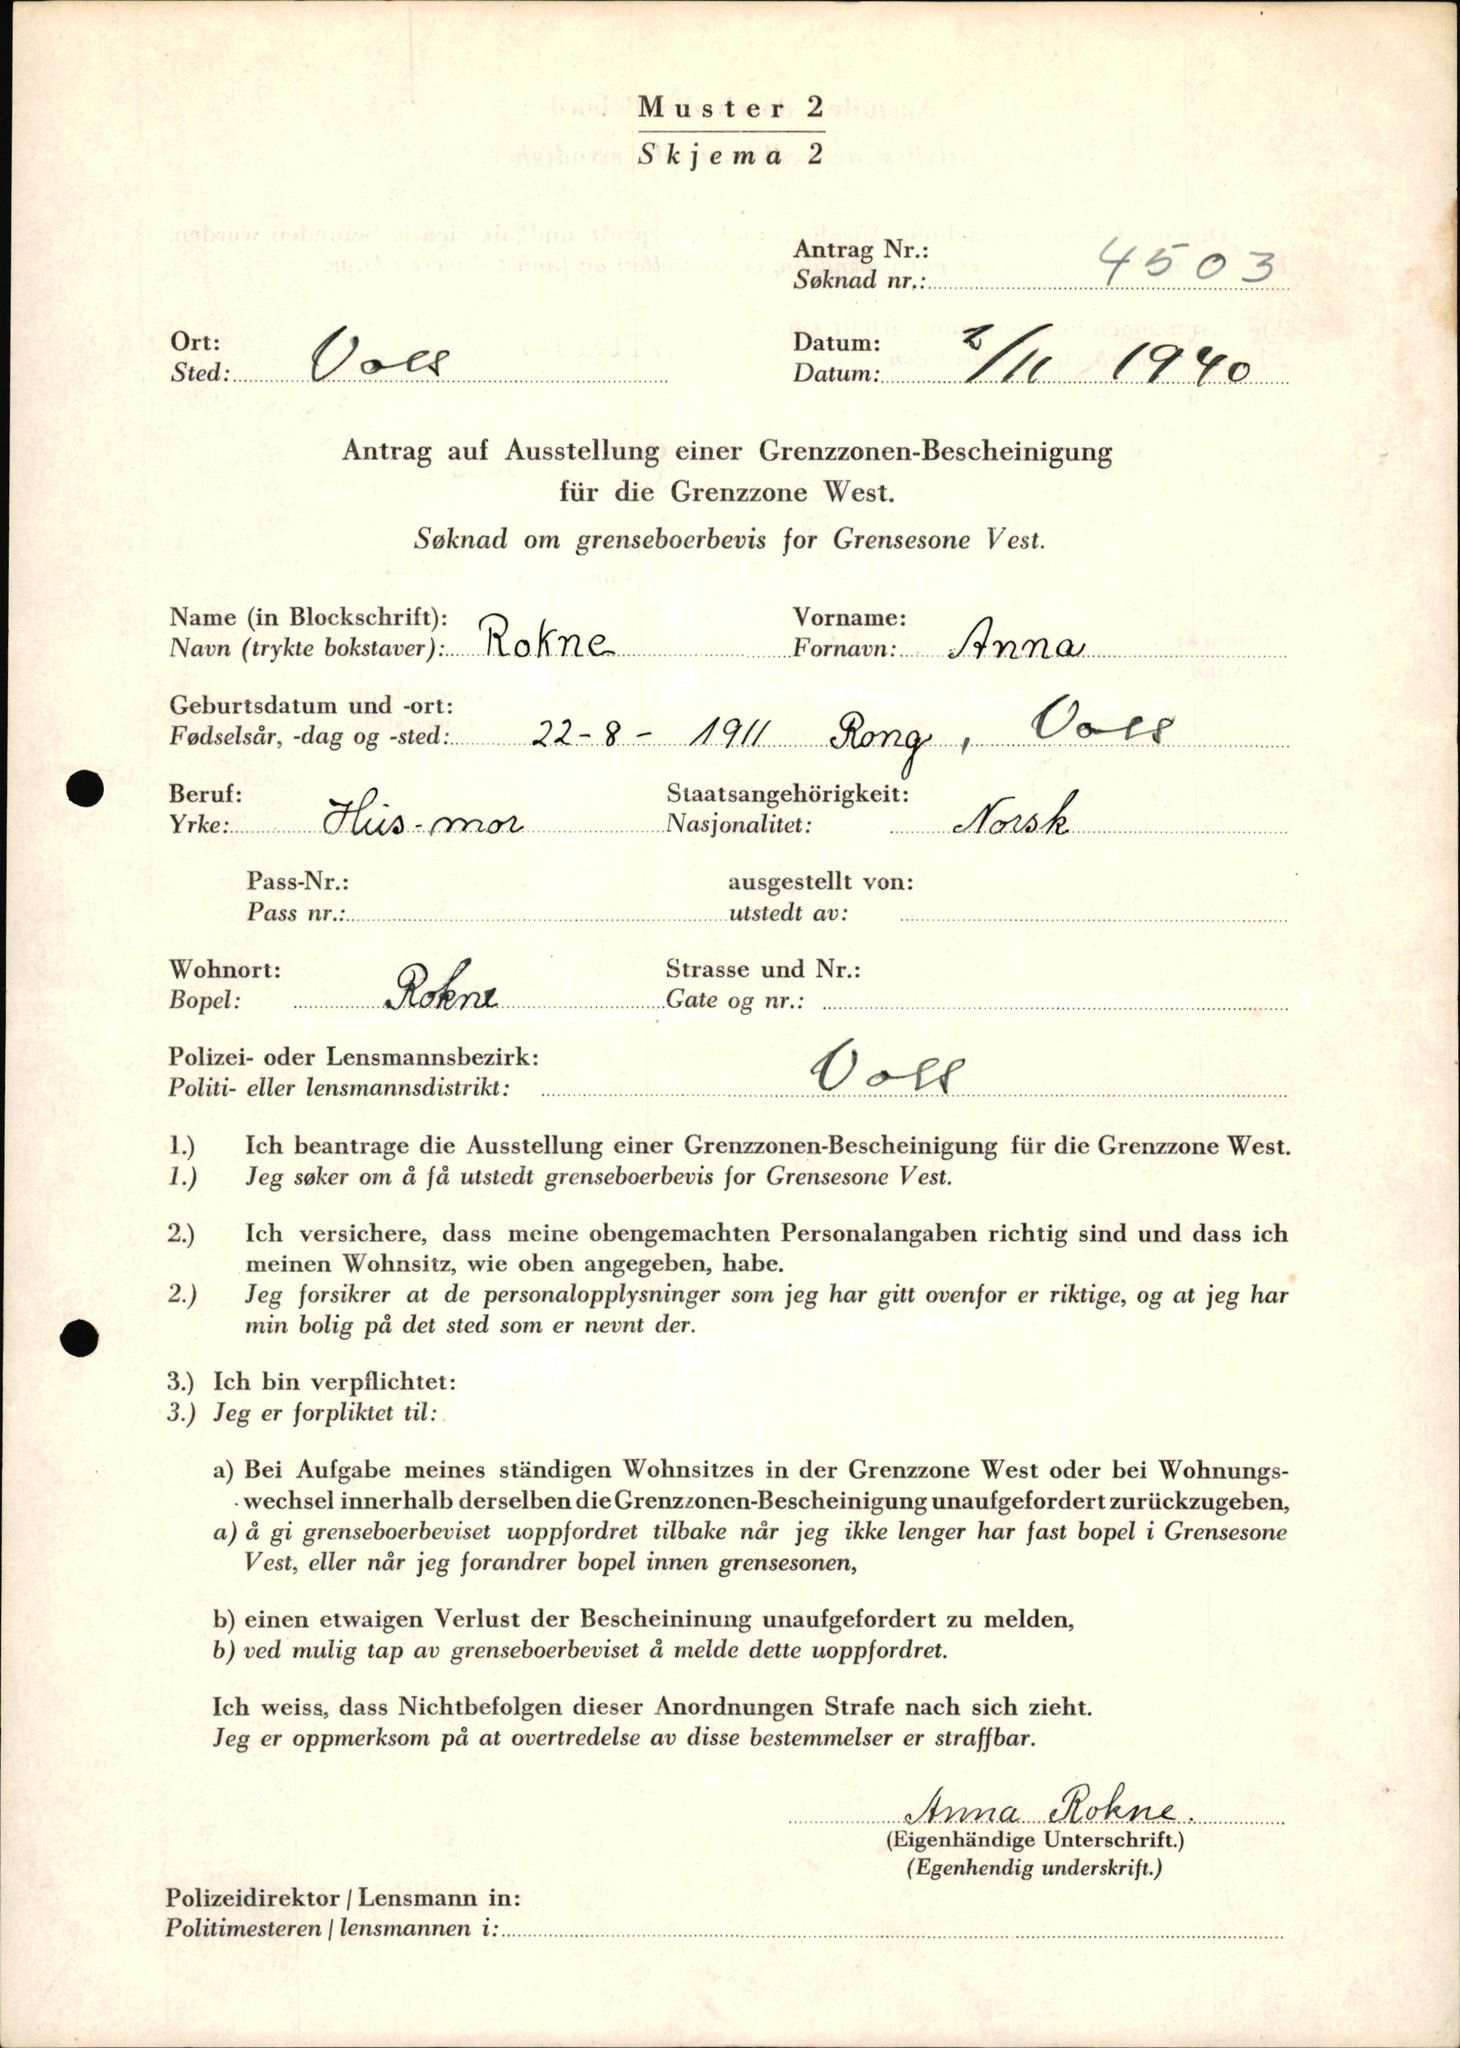 Muster 2
Skjema 2
Antrag Nr.:
Søknad nr.: 4503
Ort:
Sted: Voss
Datum:
Datum: 2/11 1940
Antrag auf Ausstellung einer Grenzzonen-Bescheinigung
für die Grenzzone West.
Søknad om grenseboerbevis for Grensesone Vest.
Name (in Blockschrift):
Navn (trykte bokstaver): Rokne
Vorname:
Fornavn: Anna
Geburtsdatum und -ort:
Fødselsår, -dag og -sted: 22-8- 1911 Rong, Voss
Beruf:
Yrke: Hus-mor
Staatsangehörigkeit:
Nasjonalitet: Norsk
Pass-Nr.:
Pass nr.:
ausgestellt von:
utstedt av:
Wohnort:
Bopel: Rokne
Strasse und Nr.:
Gate og nr.:
Polizei- oder Lensmannsbezirk:
Politi- eller lensmannsdistrikt: Voss
1.) Ich beantrage die Ausstellung einer Grenzzonen-Bescheinigung für die Grenzzone West.
1.) Jeg søker om å få utstedt grenseboerbevis for Grensesone Vest.
2.) Ich versichere, dass meine obengemachten Personalangaben richtig sind und dass ich
meinen Wohnsitz, wie oben angegeben, habe.
2.) Jeg forsikrer at de personalopplysninger som jeg har gitt ovenfor er riktige, og at jeg har
min bolig på det sted som er nevnt der.
3.) Ich bin verpflichtet:
3.) Jeg er forpliktet til:
a) Bei Aufgabe meines ständigen Wohnsitzes in der Grenzzone West oder bei Wohnungs-
wechsel innerhalb derselben die Grenzzonen-Bescheinigung unaufgefordert zurückzugeben,
a) å gi grenseboerbeviset uoppfordret tilbake når jeg ikke lenger har fast bopel i Grensesone
Vest, eller når jeg forandrer bopel innen grensesonen,
b) einen etwaigen Verlust der Bescheininung unaufgefordert zu melden,
b) ved mulig tap av grenseboerbeviset å melde dette uoppfordret.
Ich weiss, dass Nichtbefolgen dieser Anordnungen Strafe nach sich zieht.
Jeg er oppmerksom på at overtredelse av disse bestemmelser er straffbar.
Anna Rokne.
(Eigenhändige Unterschrift.)
(Egenhendig underskrift.)
Polizeidirektor / Lensmann in:
Politimesteren / lensmannen i: